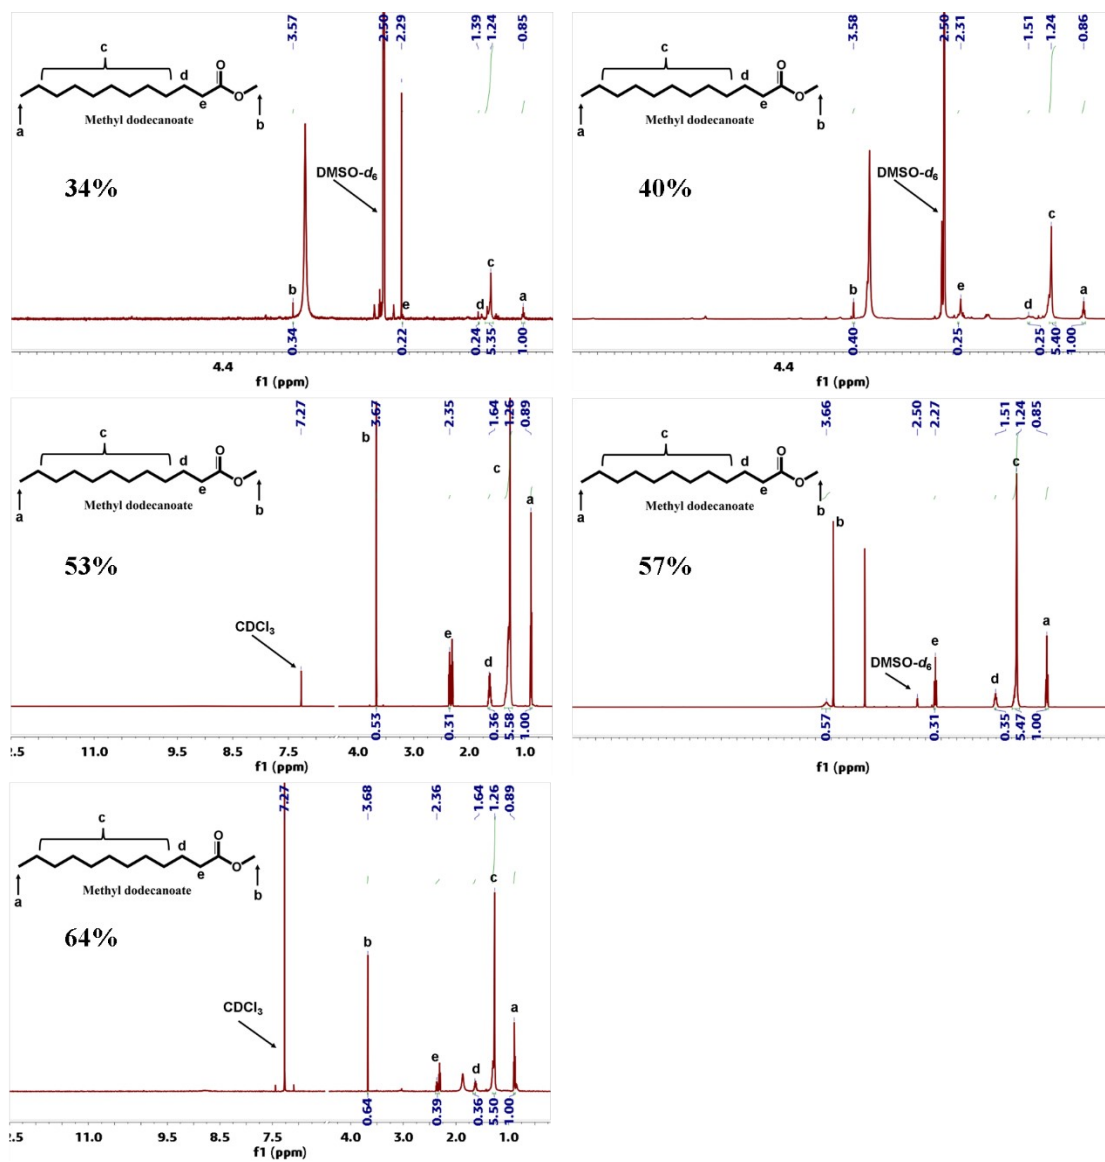 3.57 2.50 2.29 1.39 1.24 0.85
c
d
O
O
e
a
Methyl dodecanoate
b
34%
DMSO-d6
b
e
d
c
a
0.34 0.22 0.24 5.35 1.00
4.4
f1 (ppm)
3.58 2.50 2.31 1.51 1.24 0.86
c
d
O
O
e
a
Methyl dodecanoate
b
40%
DMSO-d6
b
e
d
c
a
0.40 0.25 0.25 5.40 1.00
4.4
f1 (ppm)
7.27 3.67 2.35 1.64 1.26 0.89
c
d
O
O
e
a
Methyl dodecanoate
b
53%
CDCl3
b
e
d
c
a
0.53 0.31 0.36 5.58 1.00
2.5 11.0 9.5 7.5 4.0 3.0 2.0 1.0
f1 (ppm)
3.66 2.50 2.27 1.51 1.24 0.85
c
d
O
O
e
a
Methyl dodecanoate
b
57%
DMSO-d6
b
e
d
c
a
0.57 0.31 0.35 5.47 1.00
f1 (ppm)
7.27 3.68 2.36 1.64 1.26 0.89
c
d
O
O
e
a
Methyl dodecanoate
b
64%
CDCl3
b
e
d
c
a
0.64 0.39 0.36 5.50 1.00
2.5 11.0 9.5 7.5 3.0 2.0 1.0
f1 (ppm)